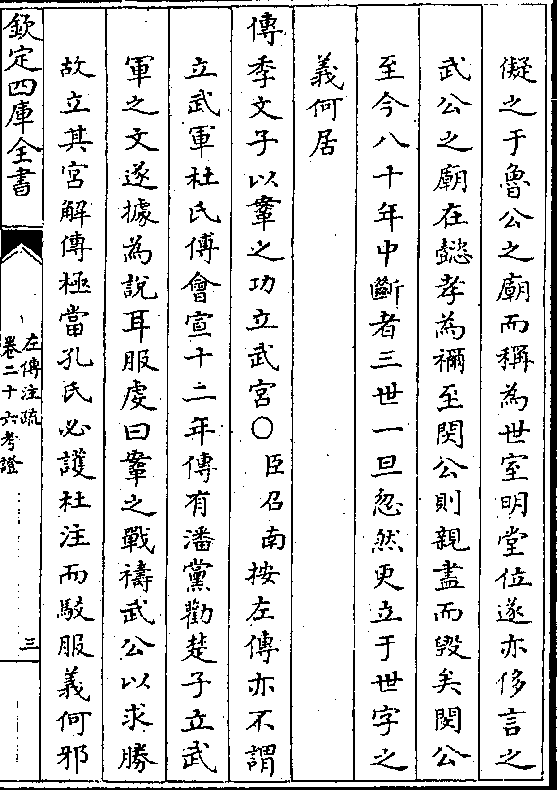 儗之于魯公之廟而稱為世室明堂位遂亦侈言之
武公之廟在懿孝為禰至閔公則親盡而毀矣閔公
至今八十年中斷者三世一旦忽然更立于世字之
義何居
傳季文子以鞌之功立武宮〇臣召南按左傳亦不謂
立武軍杜氏傅會宣十二年傳有潘黨勸楚子立武
軍之文遂據為說耳服虔曰鞌之戰禱武公以求勝
故立其宮解傳極當孔氏必護杜注而駮服義何邪
欽定四庫全書
左傳注疏
卷二十六考證
三